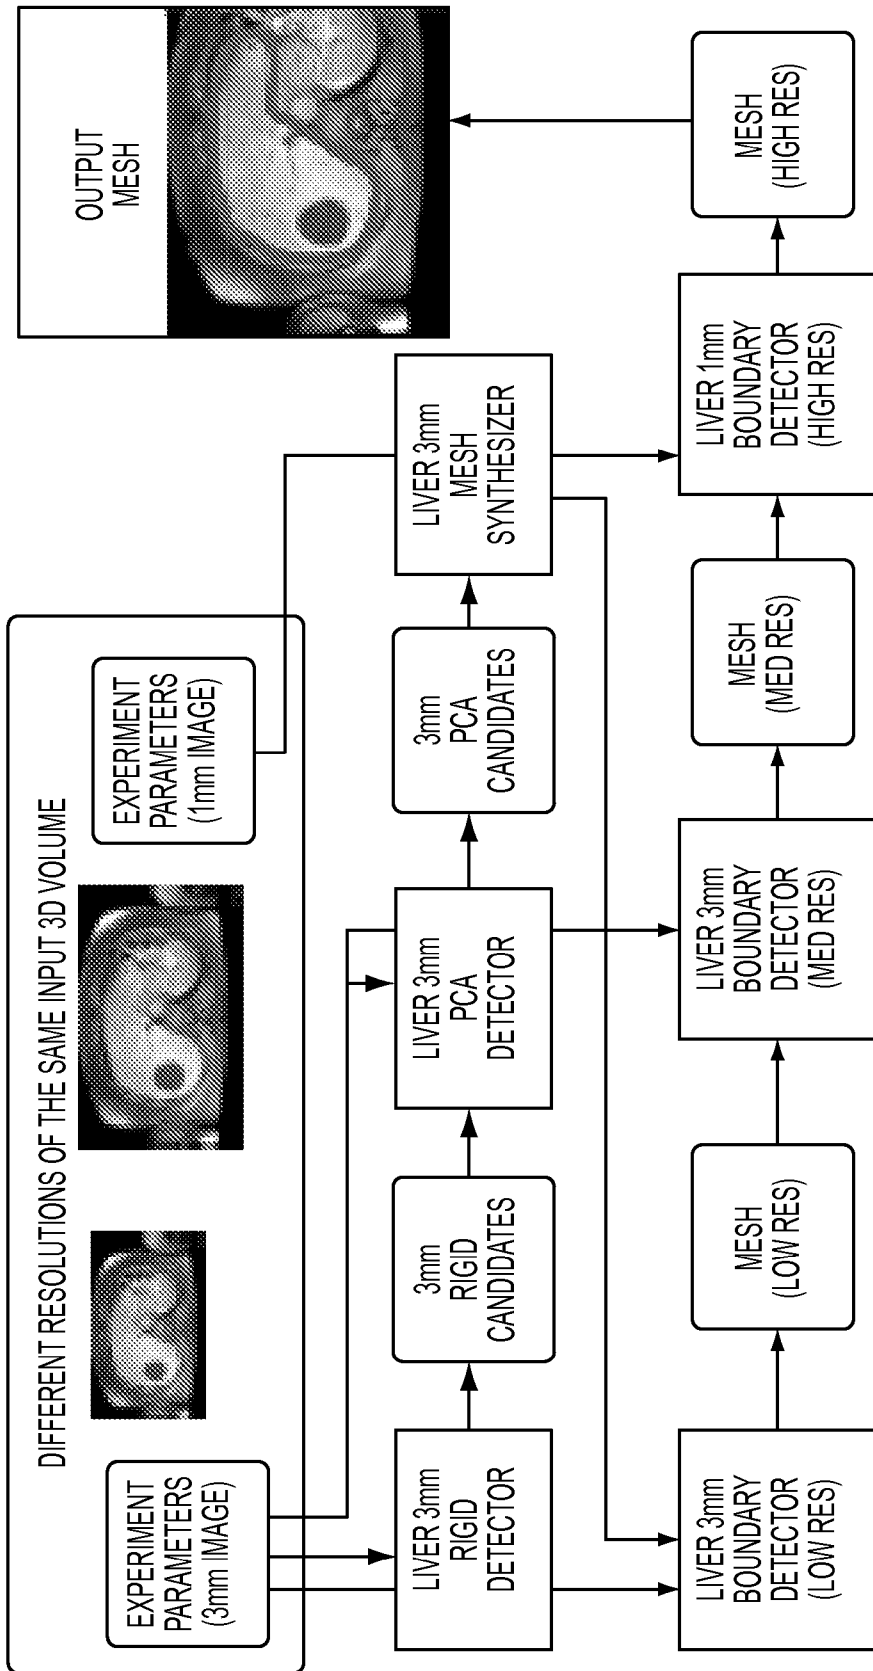 DIFFERENT RESOLUTIONS OF THE SAME INPUT 3D VOLUME
EXPERIMENT
PARAMETERS
(3mm IMAGE)
EXPERIMENT
PARAMETERS
(1mm IMAGE)
OUTPUT
MESH
LIVER 3mm
RIGID
DETECTOR
3mm
RIGID
CANDIDATES
LIVER 3mm
PCA
DETECTOR
3mm
PCA
CANDIDATES
LIVER 3mm
MESH
SYNTHESIZER
LIVER 3mm
BOUNDARY
DETECTOR
(LOW RES)
MESH
(LOW RES)
LIVER 3mm
BOUNDARY
DETECTOR
(MED RES)
MESH
(MED RES)
LIVER 1mm
BOUNDARY
DETECTOR
(HIGH RES)
MESH
(HIGH RES)